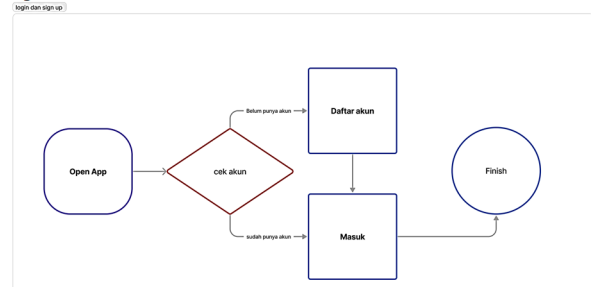 login dan sign up
Belum punya akun
Daftar akun
Open App
cek akun
Finish
sudah punya akun
Masuk